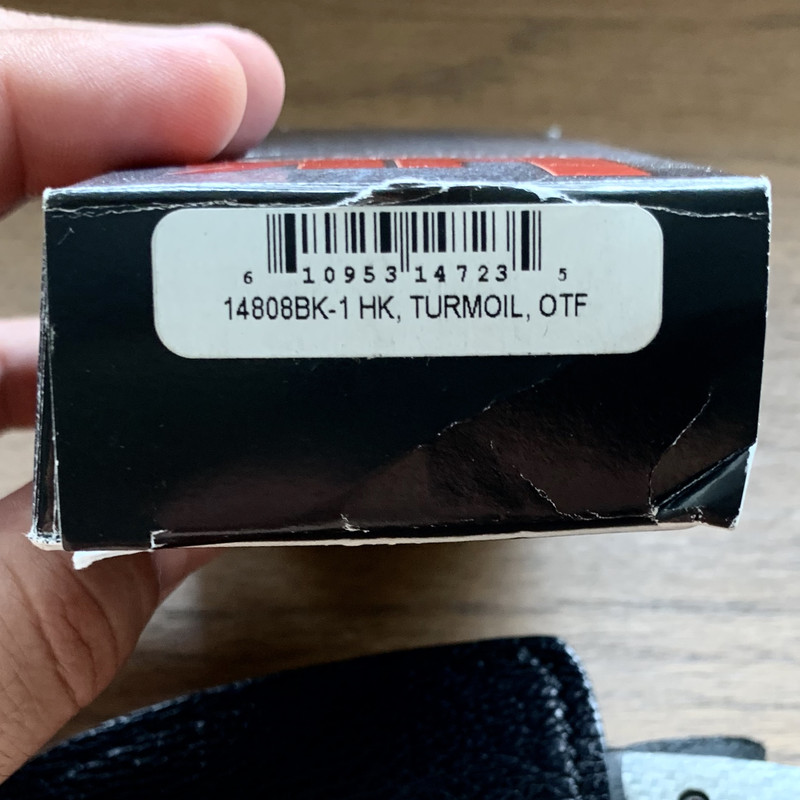 6 10953 14723 5
14808BK-1 HK, TURMOIL, OTF